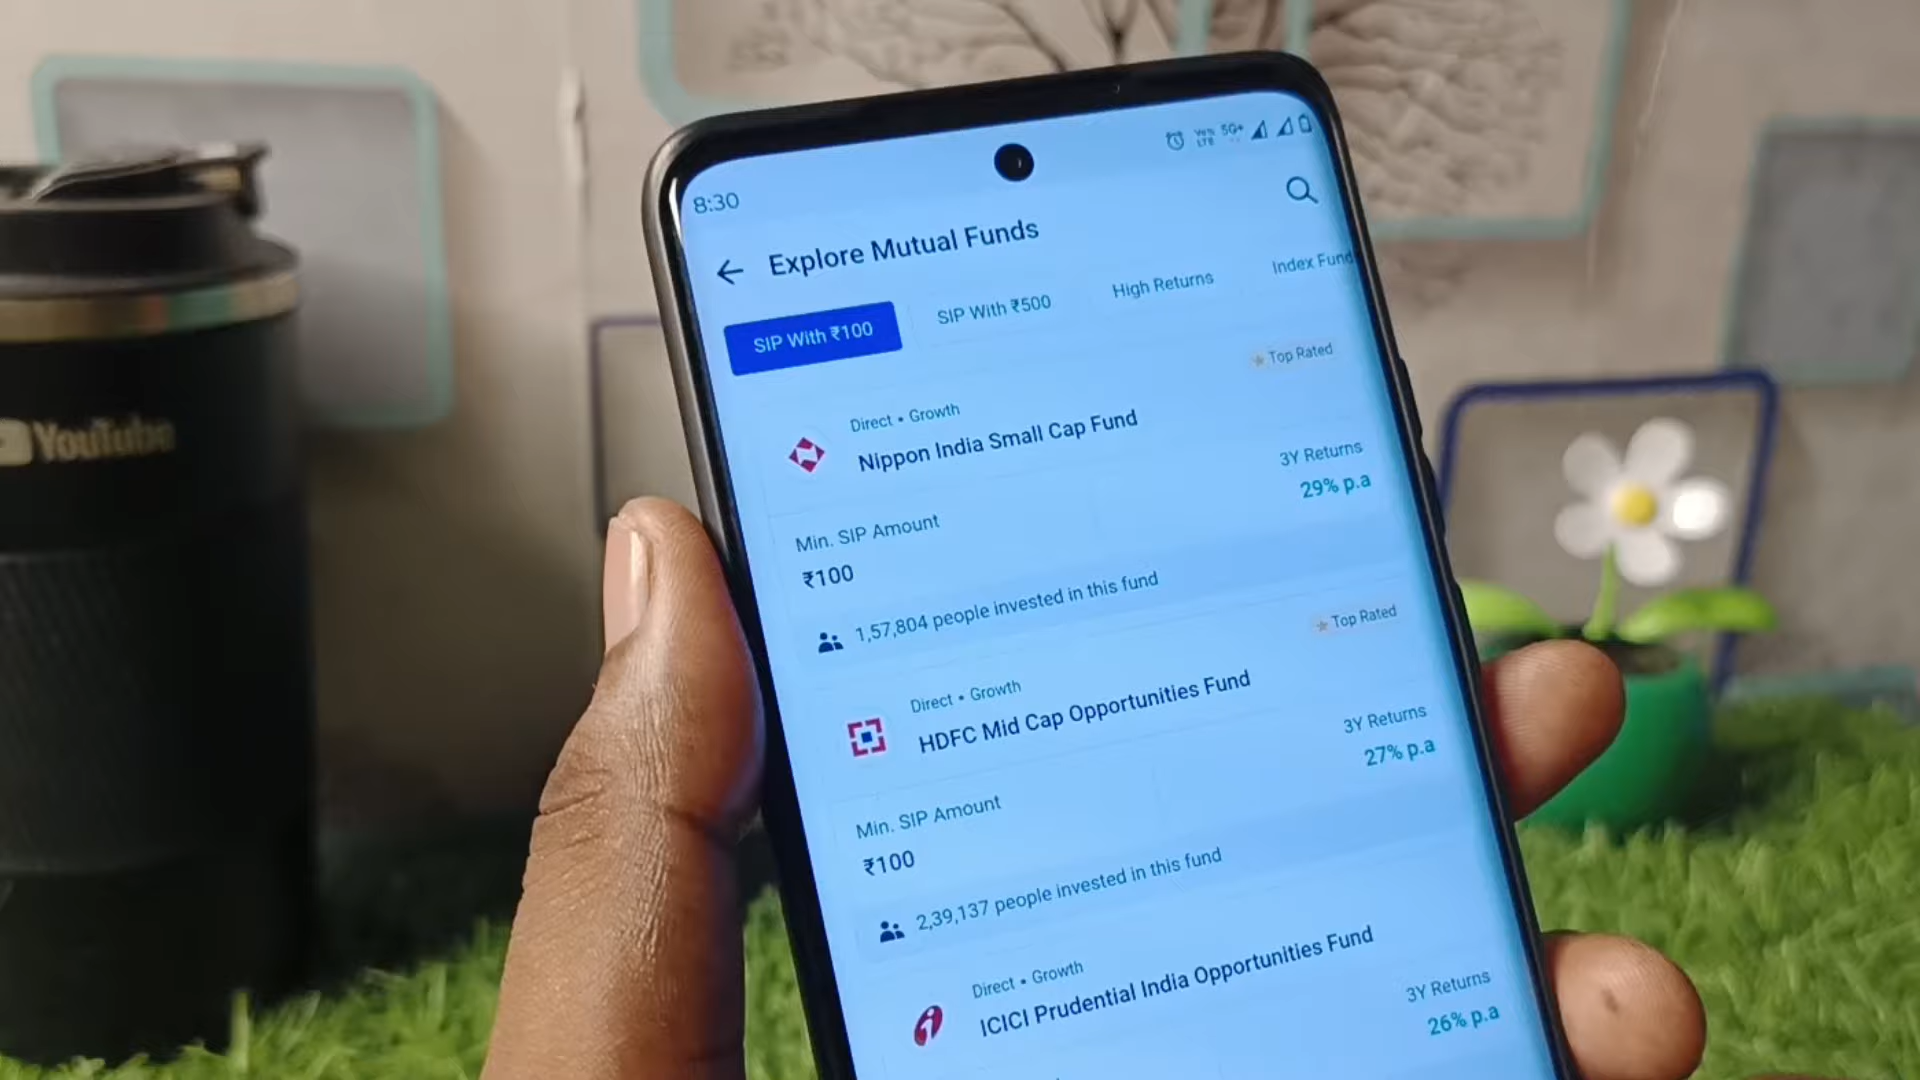 YouTube
8:30
VoLTE 5G+
Explore Mutual Funds
SIP With ₹100
SIP With ₹500
High Returns
Index Fund
Top Rated
Direct • Growth
Nippon India Small Cap Fund
3Y Returns
29% p.a
Min. SIP Amount
₹100
1,57,804 people invested in this fund
Top Rated
Direct • Growth
HDFC Mid Cap Opportunities Fund
3Y Returns
27% p.a
Min. SIP Amount
₹100
2,39,137 people invested in this fund
Direct • Growth
ICICI Prudential India Opportunities Fund
3Y Returns
26% p.a